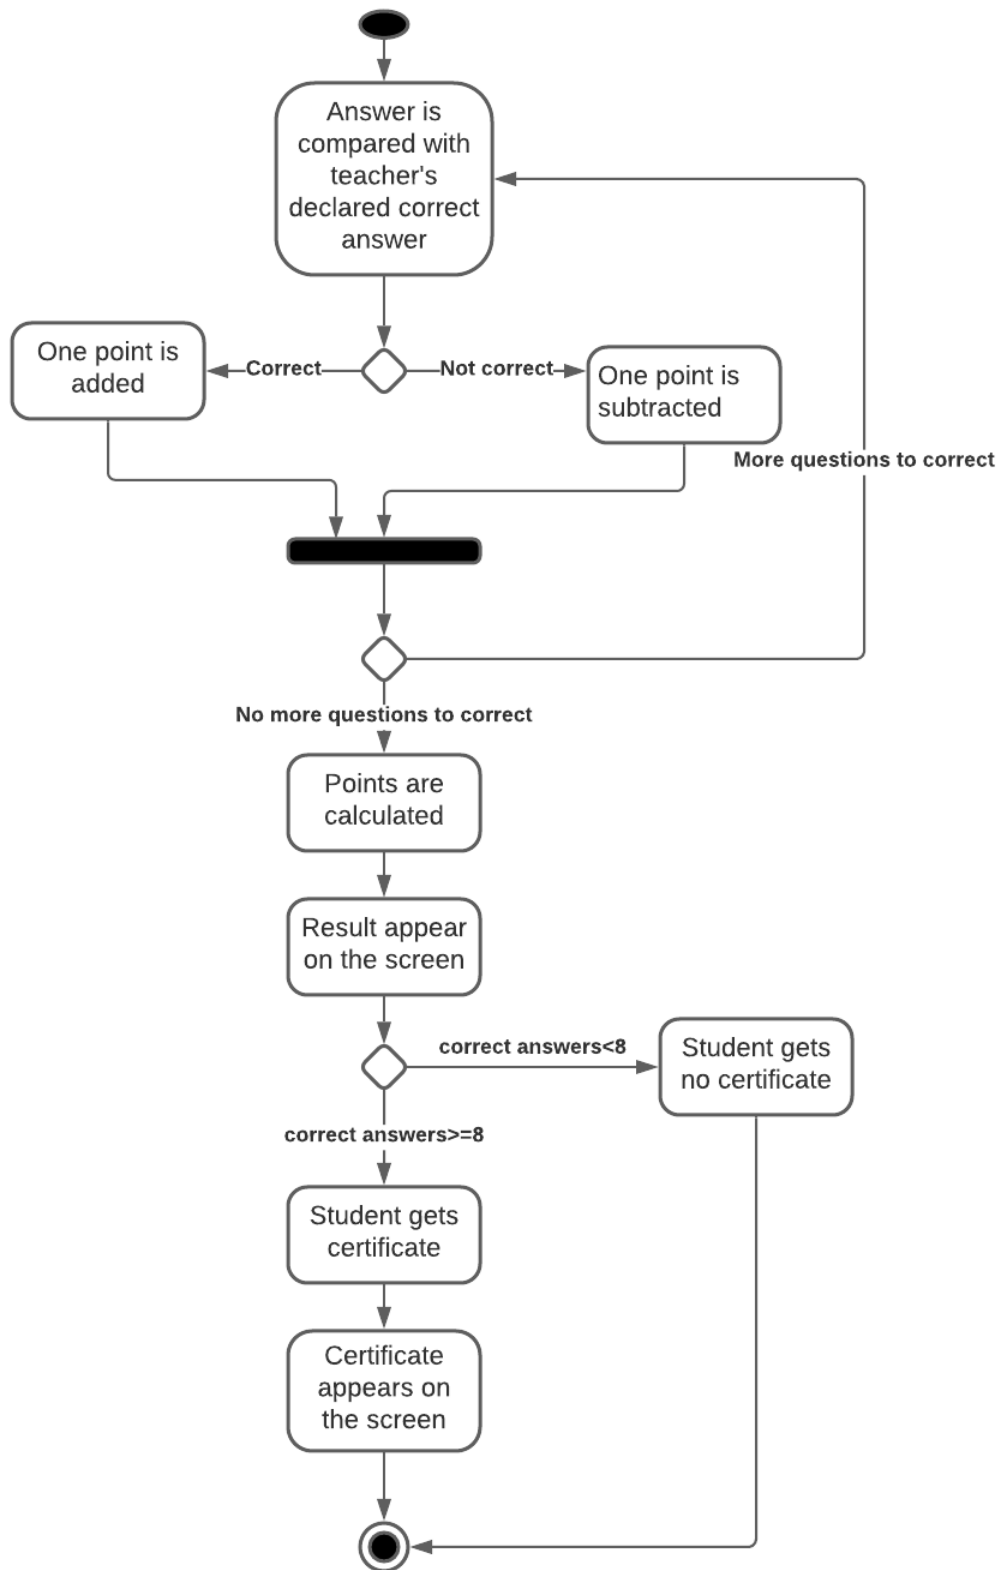 Answer is
compared with
teacher's
declared correct
answer
One point is
added
Correct
Not correct
One point is
subtracted
More questions to correct
No more questions to correct
Points are
calculated
Result appear
on the screen
correct answers<8
Student gets
no certificate
correct answers>=8
Student gets
certificate
Certificate
appears on
the screen